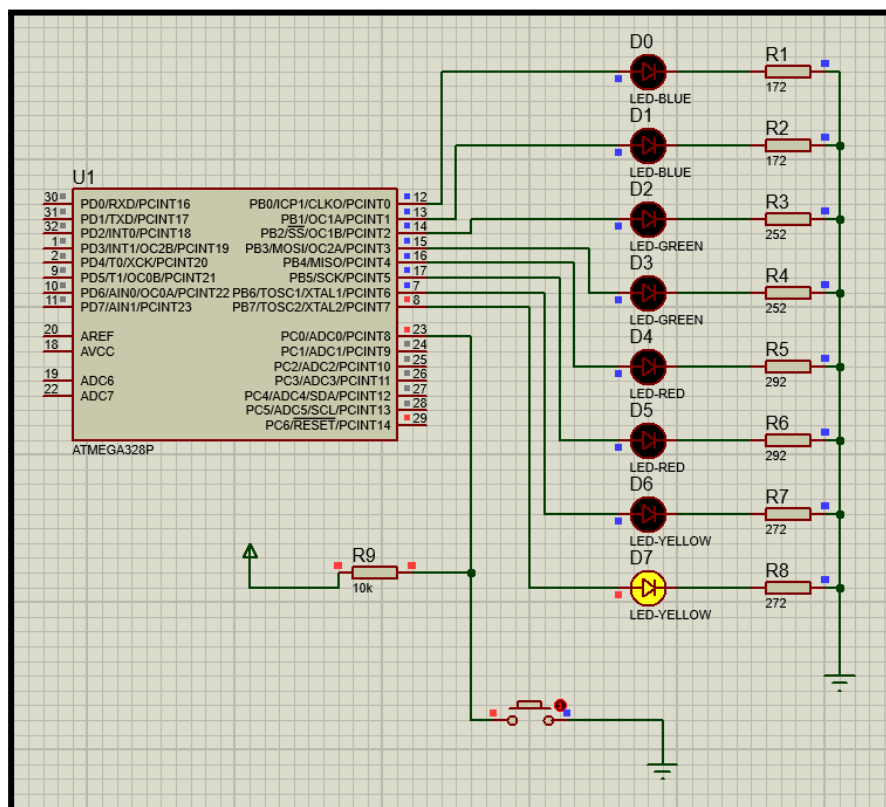 D0
LED-BLUE
R1
172
D1
LED-BLUE
R2
172
D2
LED-GREEN
R3
252
D3
LED-GREEN
R4
252
D4
LED-RED
R5
292
D5
LED-RED
R6
292
D6
LED-YELLOW
R7
272
D7
LED-YELLOW
R8
272
U1
30 PD0/RXD/PCINT16 PB0/ICP1/CLKO/PCINT0 12
31 PD1/TXD/PCINT17 PB1/OC1A/PCINT1 13
32 PD2/INT0/PCINT18 PB2/SS/OC1B/PCINT2 14
1 PD3/INT1/OC2B/PCINT19 PB3/MOSI/OC2A/PCINT3 15
2 PD4/T0/XCK/PCINT20 PB4/MISO/PCINT4 16
9 PD5/T1/OC0B/PCINT21 PB5/SCK/PCINT5 17
10 PD6/AIN0/OC0A/PCINT22 PB6/TOSC1/XTAL1/PCINT6 7
11 PD7/AIN1/PCINT23 PB7/TOSC2/XTAL2/PCINT7 8
20 AREF PC0/ADC0/PCINT8 23
18 AVCC PC1/ADC1/PCINT9 24
PC2/ADC2/PCINT10 25
19 ADC6 PC3/ADC3/PCINT11 26
22 ADC7 PC4/ADC4/SDA/PCINT12 27
PC5/ADC5/SCL/PCINT13 28
PC6/RESET/PCINT14 29
ATMEGA328P
R9
10k